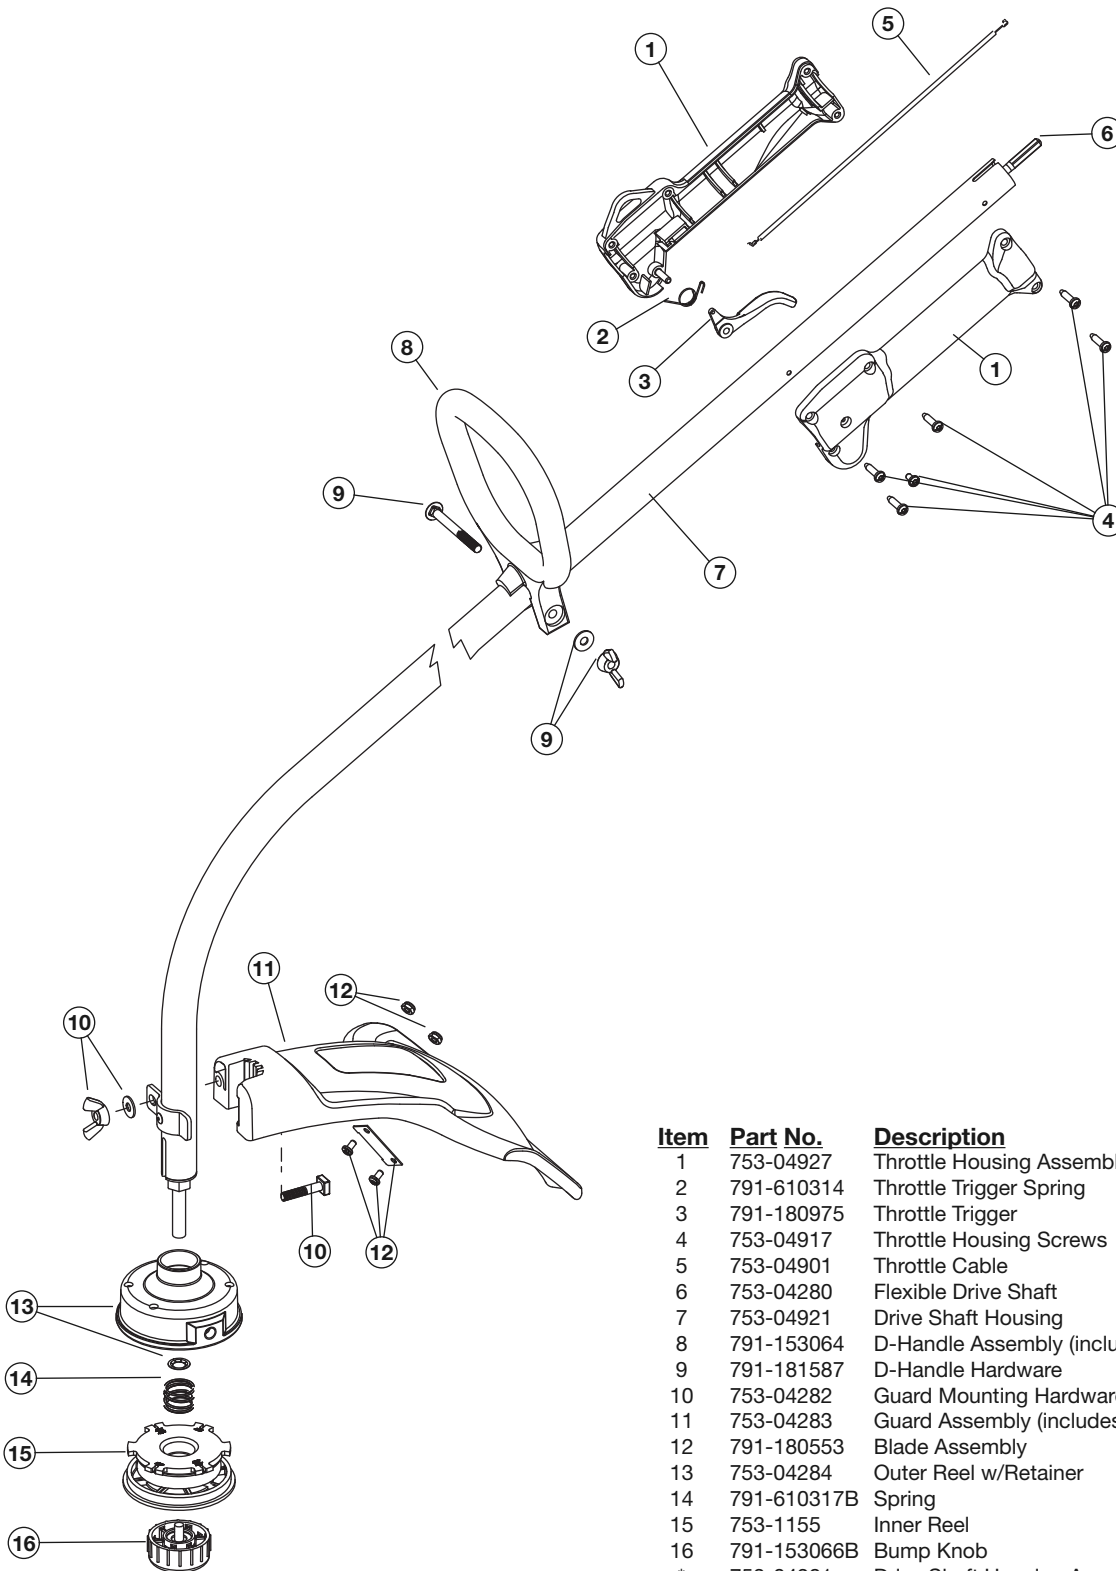 1
5
6
2
3
8
1
9
4
7
9
11
12
10
10
12
13
14
15
16
Item Part No. Description
1 753-04927 Throttle Housing
2 791-610314 Throttle Trigger Spring
3 791-180975 Throttle Trigger
4 753-04917 Throttle Housing Screws
5 753-04901 Throttle Cable
6 753-04280 Flexible Drive Shaft
7 753-04921 Drive Shaft Housing
8 791-153064 D-Handle Assembly
9 791-181587 D-Handle Hardware
10 753-04282 Guard Mounting
11 753-04283 Guard Assembly (includes
12 791-180553 Blade Assembly
13 753-04284 Outer Reel w/Retainer
14 791-610317B Spring
15 753-1155 Inner Reel
16 791-153066B Bump Knob